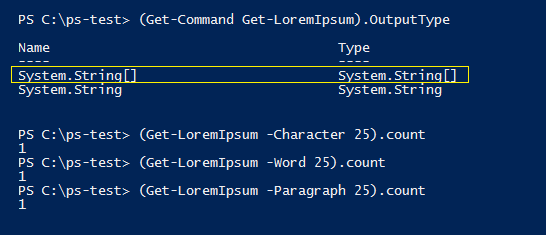 PS C:\ps-test> (Get-Command Get-LoremIpsum).OutputType
Name Type
---- ----
System.String[] System.String[]
System.String System.String
PS C:\ps-test> (Get-LoremIpsum -Character 25).count
1
PS C:\ps-test> (Get-LoremIpsum -Word 25).count
1
PS C:\ps-test> (Get-LoremIpsum -Paragraph 25).count
1